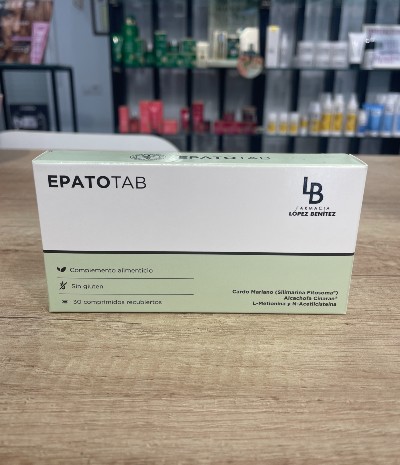 EPATOTAB
EPATOTAB
LB
FARMACIA
LÓPEZ BENÍTEZ
Complemento alimenticio
Sin gluten
30 comprimidos recubiertos
Cardo Mariano (Silimarina Fitosoma®)
Alcachofa Cinarax®
L-Metionina y N-Acetilcisteína